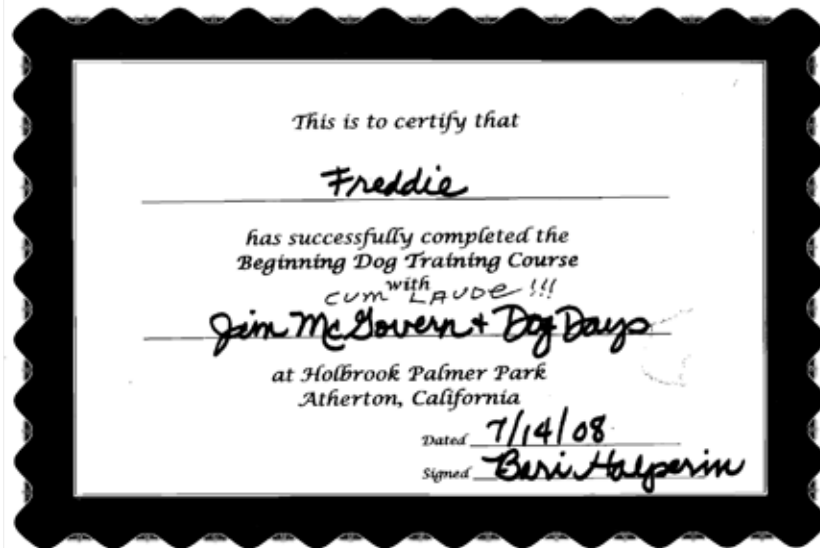 This is to certify that
Freddie
has successfully completed the
Beginning Dog Training Course
with
CUM LAUDE !!!
Jim McGovern + Dog Days
at Holbrook Palmer Park
Atherton, California
Dated 7/14/08
Signed Bari Halperin